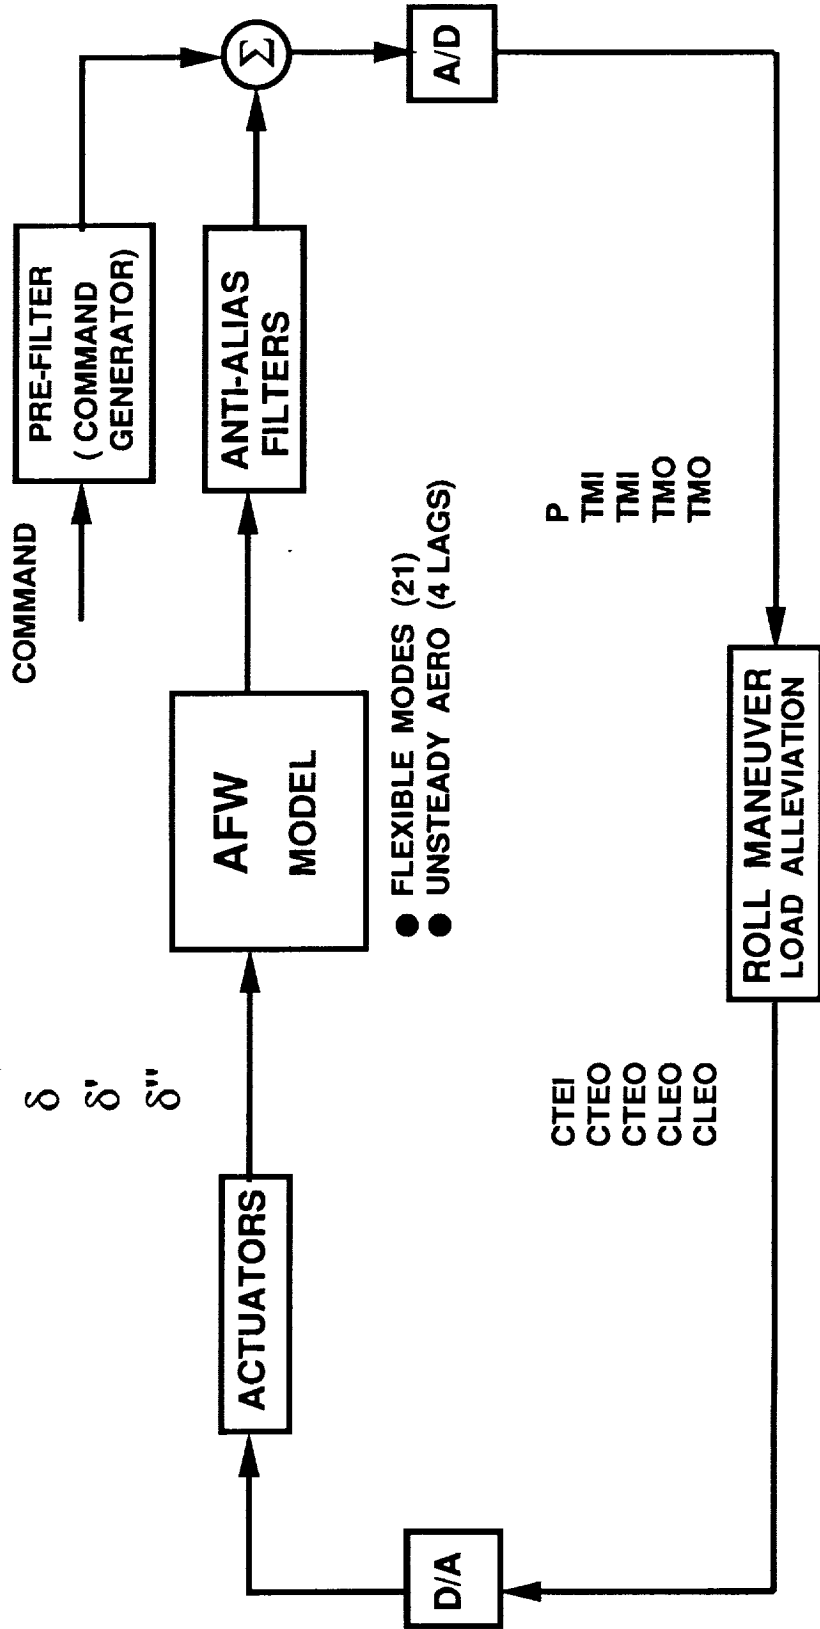 δ
δ'
δ"
COMMAND
PRE-FILTER
( COMMAND
GENERATOR)
ACTUATORS
AFW
MODEL
ANTI-ALIAS
FILTERS
Σ
● FLEXIBLE MODES (21)
● UNSTEADY AERO (4 LAGS)
D/A
A/D
CTEI
CTEO
CTEO
CLEO
CLEO
P
TMI
TMI
TMO
TMO
ROLL MANEUVER
LOAD ALLEVIATION